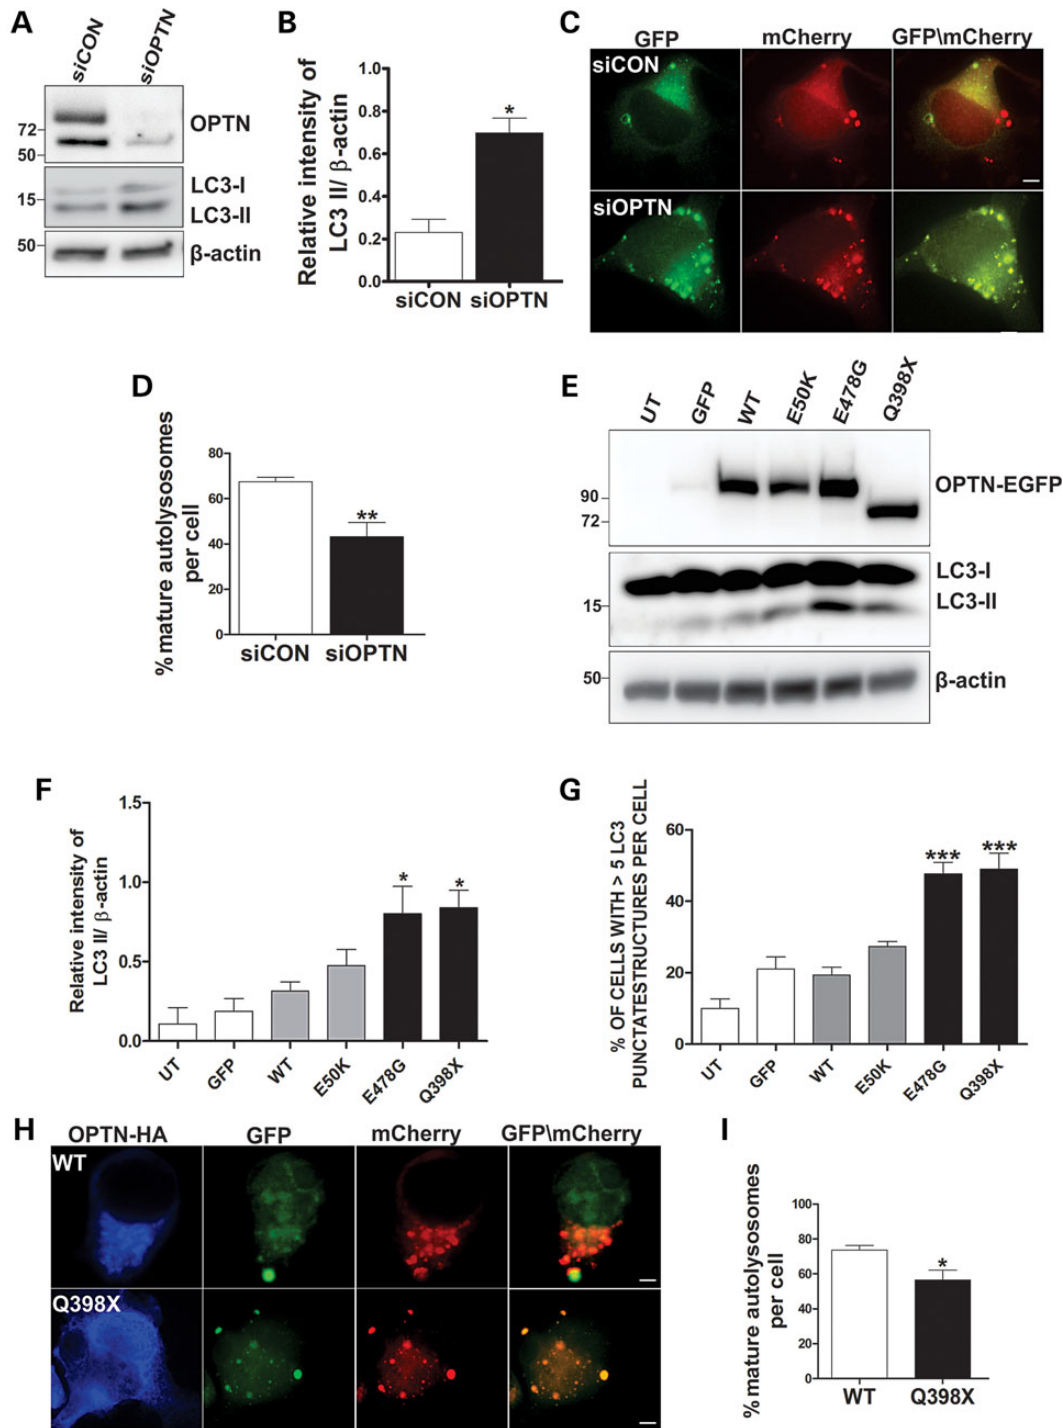 A
siCON
siOPTN
72
50
OPTN
15
LC3-I
LC3-II
50
β-actin
B
Relative intensity of
LC3 II/ β-actin
1.0
0.8
0.6
0.4
0.2
0.0
*
siCON
siOPTN
C
GFP
mCherry
GFP\mCherry
siCON
siOPTN
D
% mature autolysosomes
per cell
80
60
40
20
0
**
siCON
siOPTN
E
UT
GFP
WT
E50K
E478G
Q398X
90
72
OPTN-EGFP
15
LC3-I
LC3-II
50
β-actin
F
Relative intensity of
LC3 II/ β-actin
1.5
1.0
0.5
0.0
*
*
UT
GFP
WT
E50K
E478G
Q398X
G
% OF CELLS WITH > 5 LC3
PUNCTATESTRUCTURES PER CELL
60
40
20
0
***
***
UT
GFP
WT
E50K
E478G
Q398X
H
OPTN-HA
GFP
mCherry
GFP\mCherry
WT
Q398X
I
% mature autolysosomes
per cell
100
80
60
40
20
0
*
WT
Q398X